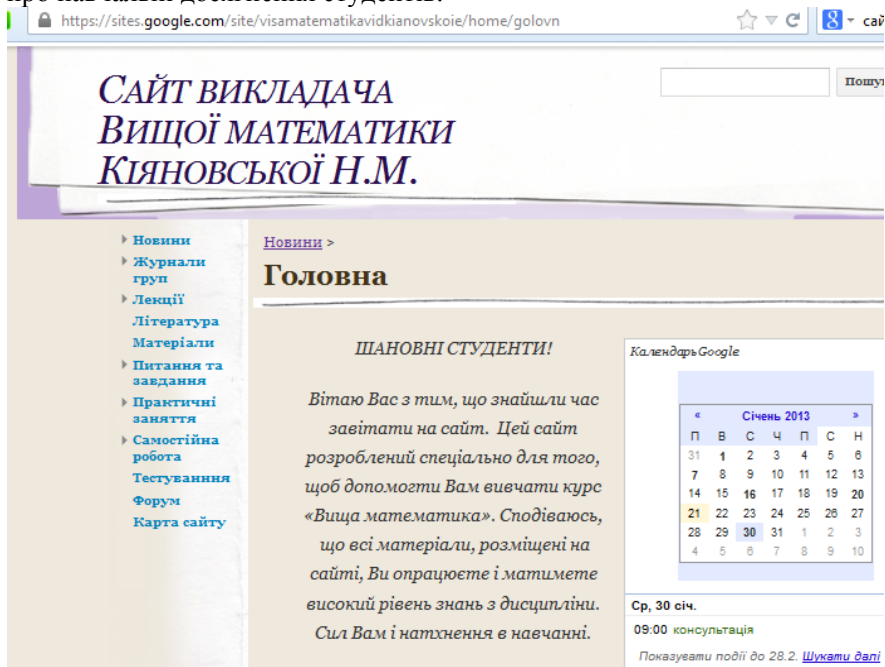 https://sites.google.com/site/visamatematikavidkianovskoie/home/golovn
САЙТ ВИКЛАДАЧА
ВИЩОЇ МАТЕМАТИКИ
КІЯНОВСЬКОЇ Н.М.
Новини
Журнали
груп
Лекції
Література
Матеріали
Питання та
завдання
Практичні
заняття
Самостійна
робота
Тестуванння
Форум
Карта сайту
Новини >
Головна
ШАНОВНІ СТУДЕНТИ!
Вітаю Вас з тим, що знайшли час
завітати на сайт. Цей сайт
розроблений спеціально для того,
щоб допомогти Вам вивчати курс
«Вища математика». Сподіваюсь,
що всі матеріали, розміщені на
сайті, Ви опрацюєте і матимете
високий рівень знань з дисципліни.
Сил Вам і натхнення в навчанні.
Календарь Google
« Січень 2013 »
П В С Ч П С Н
31 1 2 3 4 5 6
7 8 9 10 11 12 13
14 15 16 17 18 19 20
21 22 23 24 25 26 27
28 29 30 31 1 2 3
4 5 6 7 8 9 10
Ср, 30 січ.
09:00 консультація
Показувати події до 28.2. Шукати далі